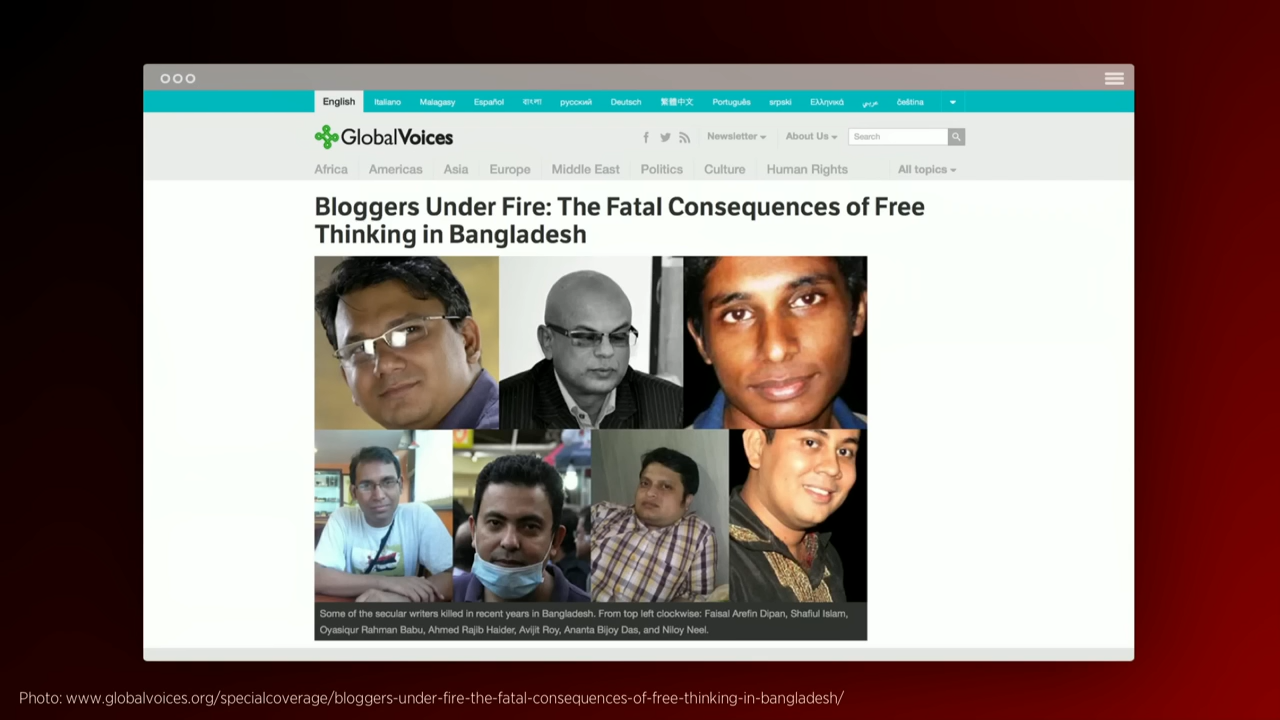 English Italiano Malagasy Español বাংলা русский Deutsch 繁體中文 Português srpski Ελληνικά عربي čeština
GlobalVoices
Newsletter About Us Search
Africa Americas Asia Europe Middle East Politics Culture Human Rights All topics
Bloggers Under Fire: The Fatal Consequences of Free
Thinking in Bangladesh
Some of the secular writers killed in recent years in Bangladesh. From top left clockwise: Faisal Arefin Dipan, Shafiul Islam,
Oyasiqur Rahman Babu, Ahmed Rajib Haider, Avijit Roy, Ananta Bijoy Das, and Niloy Neel.
Photo: www.globalvoices.org/specialcoverage/bloggers-under-fire-the-fatal-consequences-of-free-thinking-in-bangladesh/